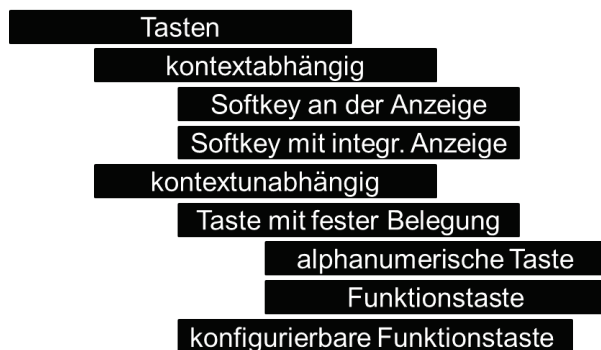 Tasten
kontextabhängig
Softkey an der Anzeige
Softkey mit integr. Anzeige
kontextunabhängig
Taste mit fester Belegung
alphanumerische Taste
Funktionstaste
konfigurierbare Funktionstaste